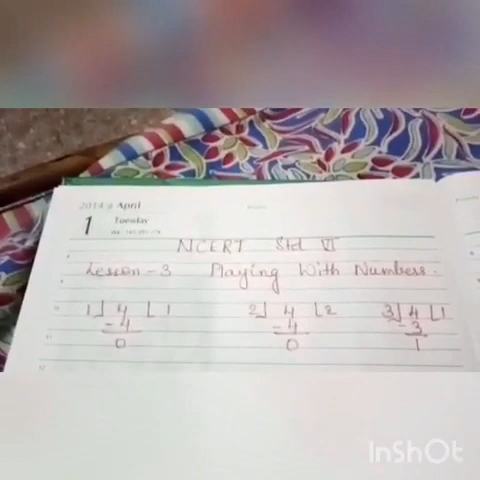 2014 April
1 Tuesday
NCERT Std VI
Lesson - 3 Playing With Numbers.
1⌋ 4 ⌊1 2⌋ 4 ⌊2 3⌋ 4 ⌊1
- 4 - 4 - 3
0 0 1
InShOt